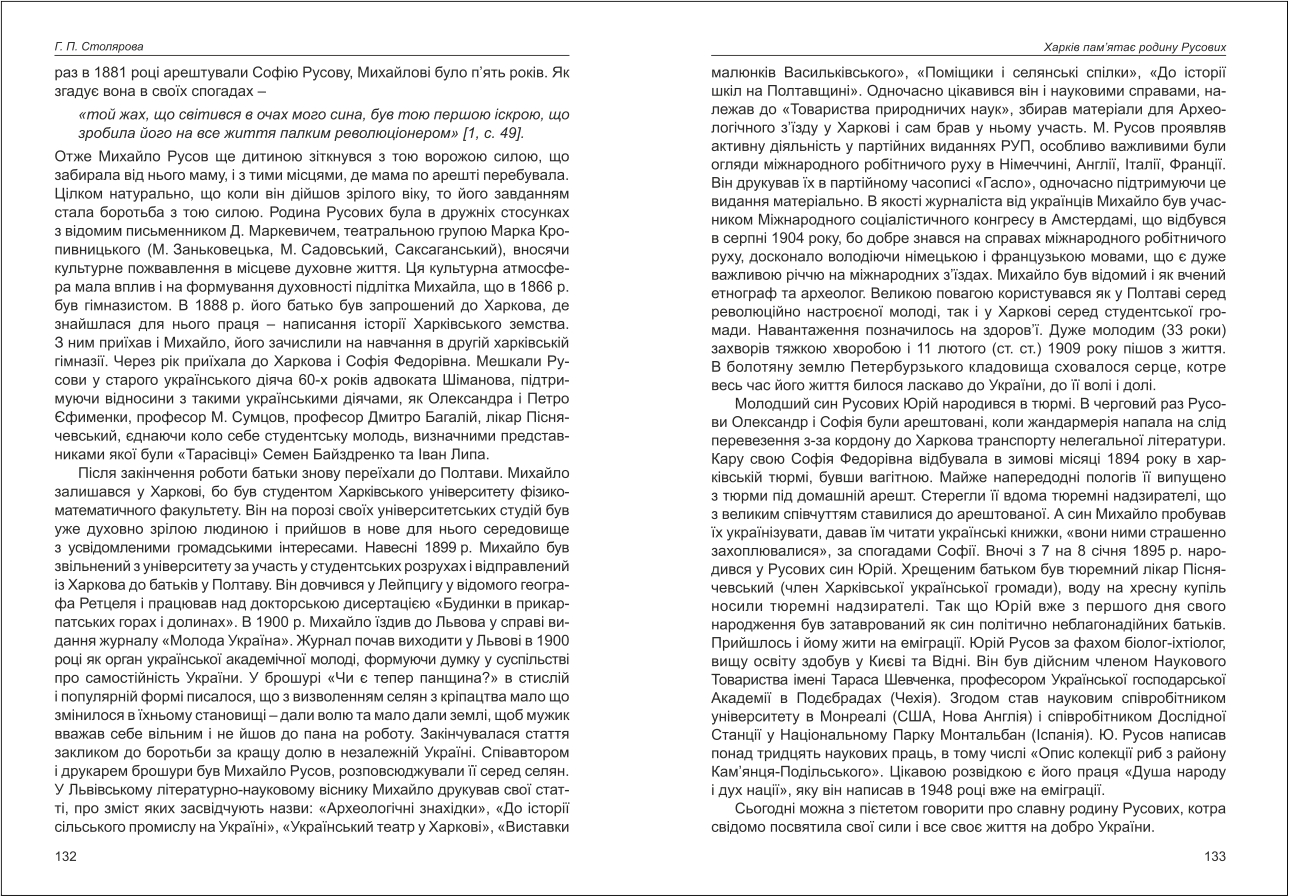 Г. П. Столярова
раз в 1881 році арештували Софію Русову, Михайлові було п’ять років. Як
згадує вона в своїх спогадах –
«той жах, що світився в очах мого сина, був тою першою іскрою, що
зробила його на все життя палким революціонером» [1, с. 49].
Отже Михайло Русов ще дитиною зіткнувся з тою ворожою силою, що
забирала від нього маму, і з тими місцями, де мама по арешті перебувала.
Цілком натурально, що коли він дійшов зрілого віку, то його завданням
стала боротьба з тою силою. Родина Русових була в дружніх стосунках
з відомим письменником Д. Маркевичем, театральною групою Марка Кро-
пивницького (М. Заньковецька, М. Садовський, Саксаганський), вносячи
культурне пожвавлення в місцеве духовне життя. Ця культурна атмосфе-
ра мала вплив і на формування духовності підлітка Михайла, що в 1866 р.
був гімназистом. В 1888 р. його батько був запрошений до Харкова, де
знайшлася для нього праця – написання історії Харківського земства.
З ним приїхав і Михайло, його зачислили на навчання в другій харківській
гімназії. Через рік приїхала до Харкова і Софія Федорівна. Мешкали Ру-
сови у старого українського діяча 60-х років адвоката Шіманова, підтри-
муючи відносини з такими українськими діячами, як Олександра і Петро
Єфименки, професор М. Сумцов, професор Дмитро Багалій, лікар Пісня-
чевський, єднаючи коло себе студентську молодь, визначними представ-
никами якої були «Тарасівці» Семен Байздренко та Іван Липа.
Після закінчення роботи батьки знову переїхали до Полтави. Михайло
залишався у Харкові, бо був студентом Харківського університету фізико-
математичного факультету. Він на порозі своїх університетських студій був
уже духовно зрілою людиною і прийшов в нове для нього середовище
з усвідомленими громадськими інтересами. Навесні 1899 р. Михайло був
звільнений з університету за участь у студентських розрухах і відправлений
із Харкова до батьків у Полтаву. Він довчився у Лейпцигу у відомого геогра-
фа Ретцеля і працював над докторською дисертацією «Будинки в прикар-
патських горах і долинах». В 1900 р. Михайло їздив до Львова у справі ви-
дання журналу «Молода Україна». Журнал почав виходити у Львові в 1900
році як орган української академічної молоді, формуючи думку у суспільстві
про самостійність України. У брошурі «Чи є тепер панщина?» в стислій
і популярній формі писалося, що з визволенням селян з кріпацтва мало що
змінилося в їхньому становищі – дали волю та мало дали землі, щоб мужик
вважав себе вільним і не йшов до пана на роботу. Закінчувалася стаття
закликом до боротьби за кращу долю в незалежній Україні. Співавтором
і друкарем брошури був Михайло Русов, розповсюджували її серед селян.
У Львівському літературно-науковому віснику Михайло друкував свої стат-
ті, про зміст яких засвідчують назви: «Археологічні знахідки», «До історії
сільського промислу на Україні», «Український театр у Харкові», «Виставки
132
Харків пам’ятає родину Русових
малюнків Васильківського», «Поміщики і селянські спілки», «До історії
шкіл на Полтавщині». Одночасно цікавився він і науковими справами, на-
лежав до «Товариства природничих наук», збирав матеріали для Архео-
логічного з’їзду у Харкові і сам брав у ньому участь. М. Русов проявляв
активну діяльність у партійних виданнях РУП, особливо важливими були
огляди міжнародного робітничого руху в Німеччині, Англії, Італії, Франції.
Він друкував їх в партійному часописі «Гасло», одночасно підтримуючи це
видання матеріально. В якості журналіста від українців Михайло був учас-
ником Міжнародного соціалістичного конгресу в Амстердамі, що відбувся
в серпні 1904 року, бо добре знався на справах міжнародного робітничого
руху, досконало володіючи німецькою і французькою мовами, що є дуже
важливою річчю на міжнародних з’їздах. Михайло був відомий і як вчений
етнограф та археолог. Великою повагою користувався як у Полтаві серед
революційно настроєної молоді, так і у Харкові серед студентської гро-
мади. Навантаження позначилось на здоров’ї. Дуже молодим (33 роки)
захворів тяжкою хворобою і 11 лютого (ст. ст.) 1909 року пішов з життя.
В болотяну землю Петербурзького кладовища сховалося серце, котре
весь час його життя билося ласкаво до України, до її волі і долі.
Молодший син Русових Юрій народився в тюрмі. В черговий раз Русо-
ви Олександр і Софія були арештовані, коли жандармерія напала на слід
перевезення з-за кордону до Харкова транспорту нелегальної літератури.
Кару свою Софія Федорівна відбувала в зимові місяці 1894 року в хар-
ківській тюрмі, бувши вагітною. Майже напередодні пологів її випущено
з тюрми під домашній арешт. Стерегли її вдома тюремні надзирателі, що
з великим співчуттям ставилися до арештованої. А син Михайло пробував
їх українізувати, давав їм читати українські книжки, «вони ними страшенно
захоплювалися», за спогадами Софії. Вночі з 7 на 8 січня 1895 р. наро-
дився у Русових син Юрій. Хрещеним батьком був тюремний лікар Пісня-
чевський (член Харківської української громади), воду на хресну купіль
носили тюремні надзирателі. Так що Юрій вже з першого дня свого
народження був затаврований як син політично неблагонадійних батьків.
Прийшлось і йому жити на еміграції. Юрій Русов за фахом біолог-іхтіолог,
вищу освіту здобув у Києві та Відні. Він був дійсним членом Наукового
Товариства імені Тараса Шевченка, професором Української господарської
Академії в Подєбрадах (Чехія). Згодом став науковим співробітником
університету в Монреалі (США, Нова Англія) і співробітником Дослідної
Станції у Національному Парку Монтальбан (Іспанія). Ю. Русов написав
понад тридцять наукових праць, в тому числі «Опис колекції риб з району
Кам’янця-Подільського». Цікавою розвідкою є його праця «Душа народу
і дух нації», яку він написав в 1948 році вже на еміграції.
Сьогодні можна з пієтетом говорити про славну родину Русових, котра
свідомо посвятила свої сили і все своє життя на добро України.
133